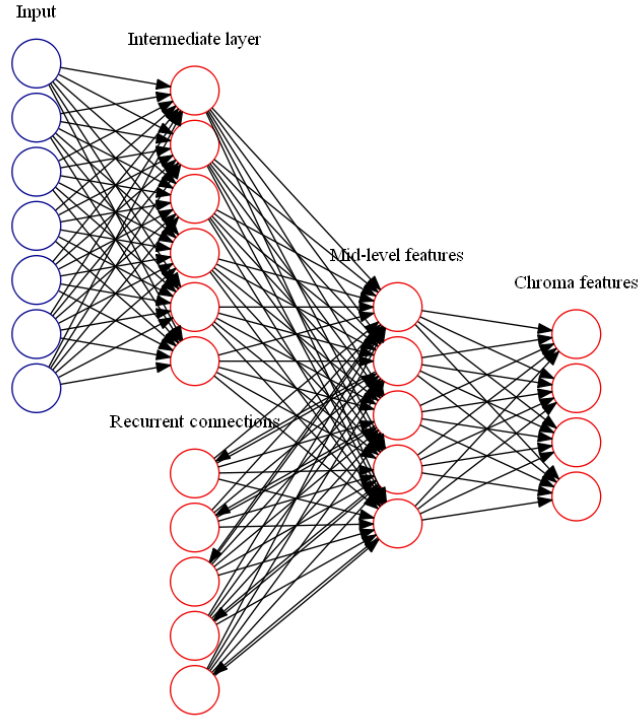 Input
Intermediate layer
Mid-level features
Chroma features
Recurrent connections